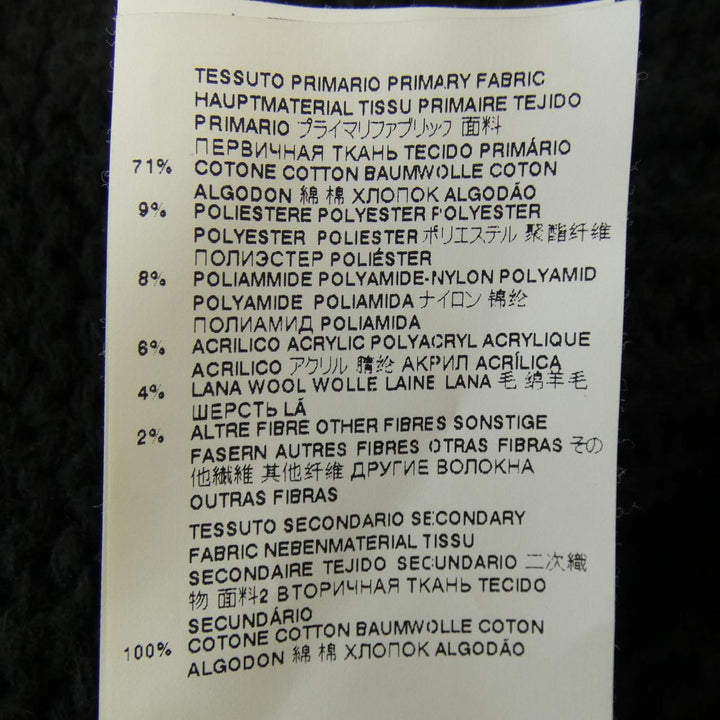 TESSUTO PRIMARIO PRIMARY FABRIC
HAUPTMATERIAL TISSU PRIMAIRE TEJIDO
PRIMARIO プライマリファブリック 面料
ПЕРВИЧНАЯ ТКАНЬ TECIDO PRIMÁRIO
71% COTONE COTTON BAUMWOLLE COTON
ALGODON 綿 棉 ХЛОПОК ALGODÃO
9% POLIESTERE POLYESTER POLYESTER
POLYESTER POLIESTER ポリエステル 聚酯纤维
ПОЛИЭСТЕР POLIÉSTER
8% POLIAMMIDE POLYAMIDE-NYLON POLYAMID
POLYAMIDE POLIAMIDA ナイロン 锦纶
ПОЛИАМИД POLIAMIDA
6% ACRILICO ACRYLIC POLYACRYL ACRYLIQUE
ACRILICO アクリル 腈纶 АКРИЛ ACRÍLICA
4% LANA WOOL WOLLE LAINE LANA 毛 绵羊毛
ШЕРСТЬ LÃ
2% ALTRE FIBRE OTHER FIBRES SONSTIGE
FASERN AUTRES FIBRES OTRAS FIBRAS その
他繊維 其他纤维 ДРУГИЕ ВОЛОКНА
OUTRAS FIBRAS
TESSUTO SECONDARIO SECONDARY
FABRIC NEBENMATERIAL TISSU
SECONDAIRE TEJIDO SECUNDARIO 二次織
物 面料2 ВТОРИЧНАЯ ТКАНЬ TECIDO
SECUNDÁRIO
100% COTONE COTTON BAUMWOLLE COTON
ALGODON 綿 棉 ХЛОПОК ALGODÃO